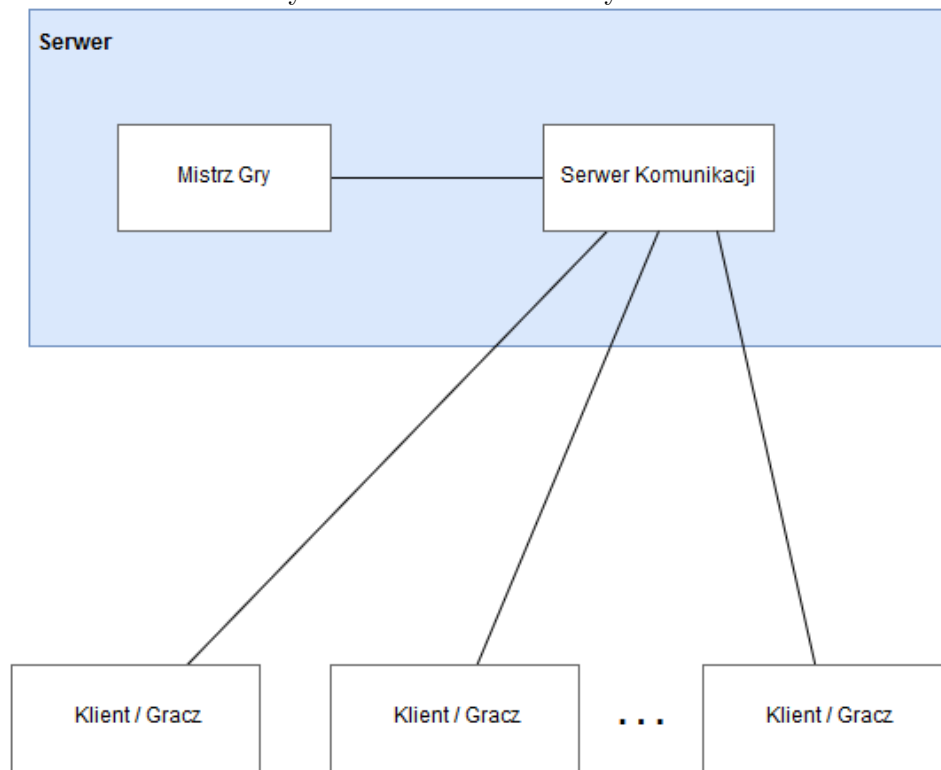 Serwer
Mistrz Gry
Serwer Komunikacji
Klient / Gracz
Klient / Gracz
. . .
Klient / Gracz